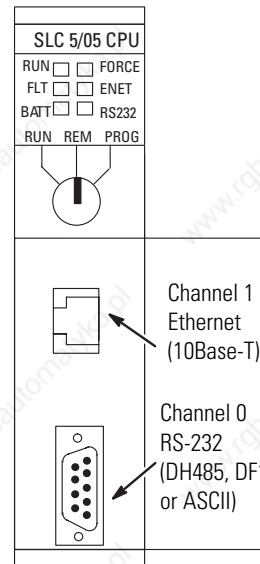 SLC 5/05 CPU
RUN FORCE
FLT ENET
BATT RS232
RUN REM PROG
Channel 1
Ethernet
(10Base-T)
Channel 0
RS-232
(DH485, DF1
or ASCII)